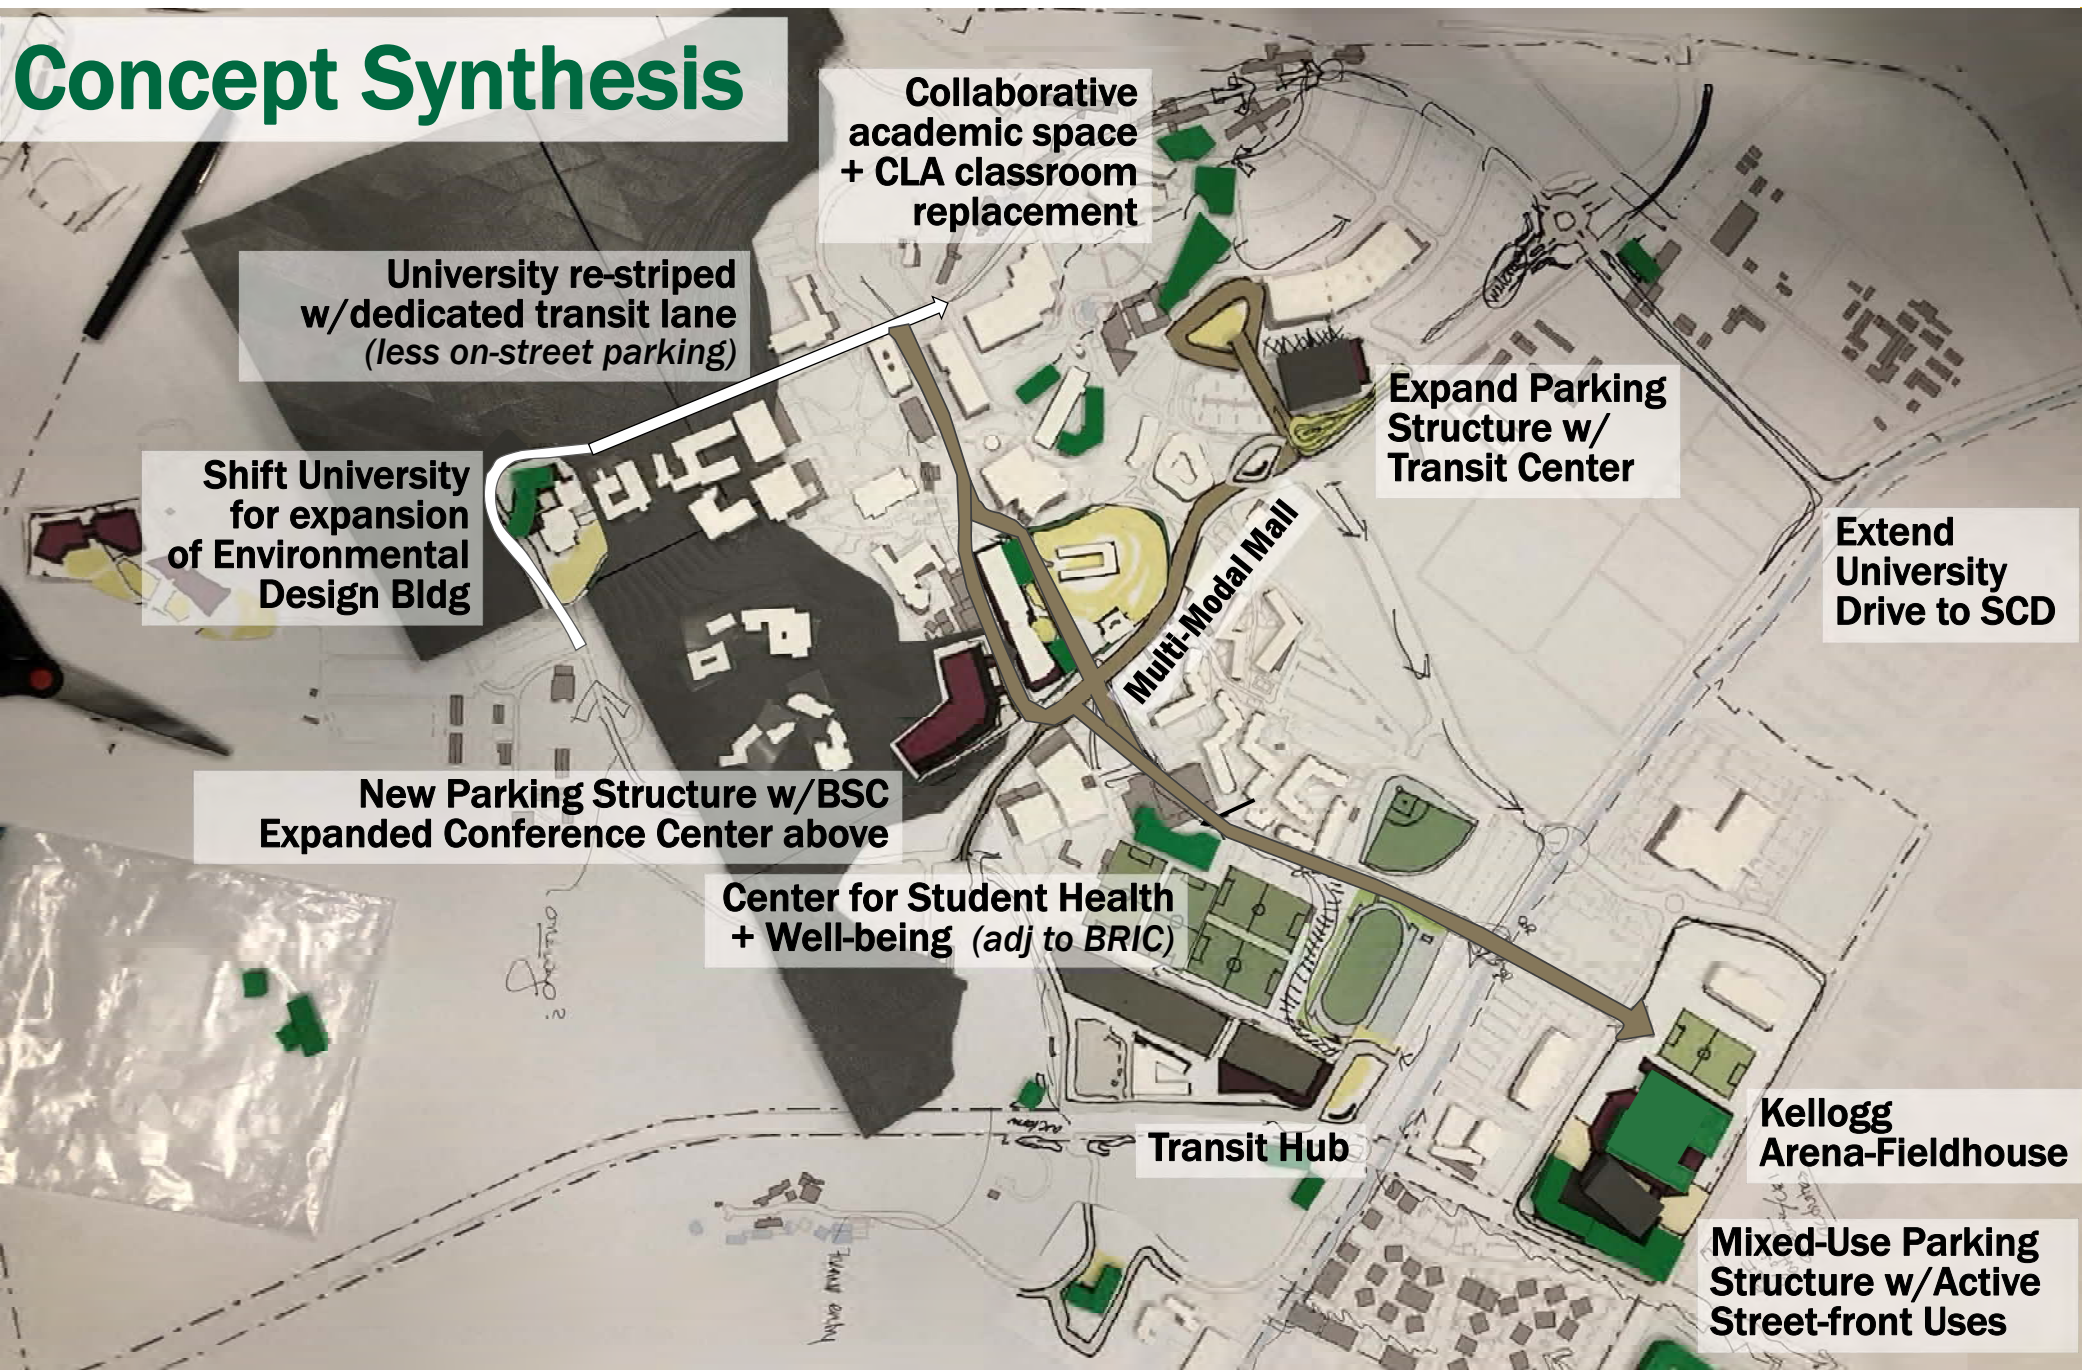 Concept Synthesis
Collaborative
academic space
+ CLA classroom
replacement
University re-striped
w/dedicated transit lane
(less on-street parking)
Expand Parking
Structure w/
Transit Center
Shift University
for expansion
of Environmental
Design Bldg
Extend
University
Drive to SCD
Multi-Modal Mall
New Parking Structure w/BSC
Expanded Conference Center above
Center for Student Health
+ Well-being (adj to BRIC)
Transit Hub
Kellogg
Arena-Fieldhouse
Mixed-Use Parking
Structure w/Active
Street-front Uses